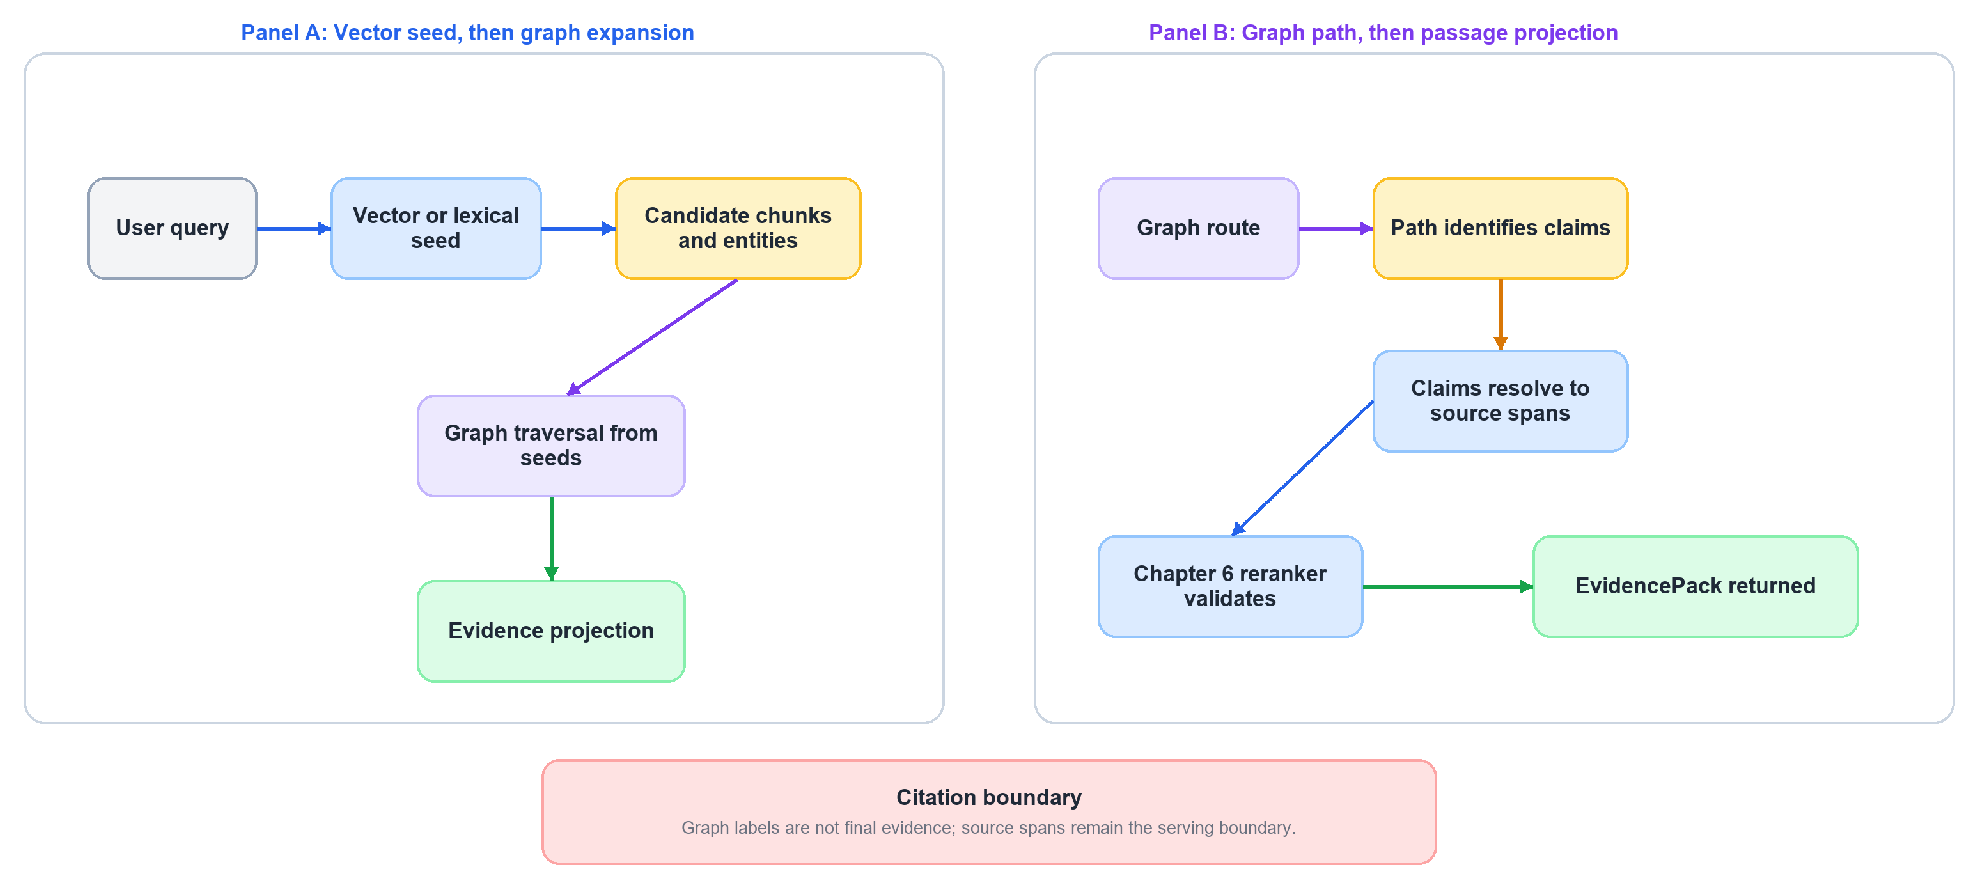 Panel A: Vector seed, then graph expansion
User query
Vector or lexical
seed
Candidate chunks
and entities
Graph traversal from
seeds
Evidence projection
Panel B: Graph path, then passage projection
Graph route
Path identifies claims
Claims resolve to
source spans
Chapter 6 reranker
validates
EvidencePack returned
Citation boundary
Graph labels are not final evidence; source spans remain the serving boundary.